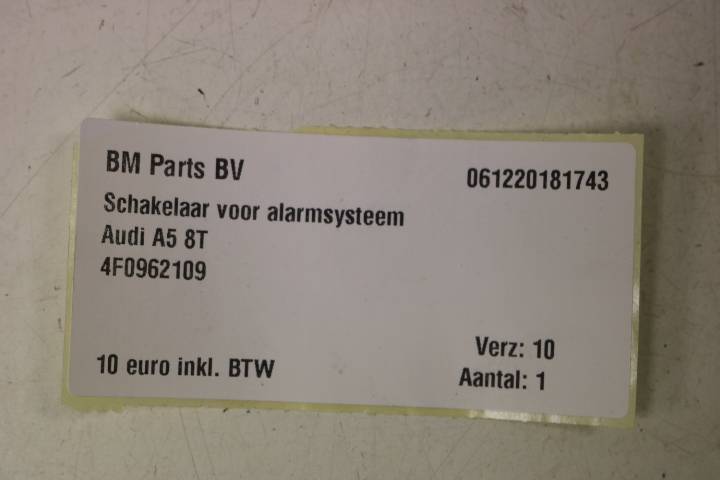 BM Parts BV
061220181743
Schakelaar voor alarmsysteem
Audi A5 8T
4F0962109
Verz: 10
10 euro inkl. BTW
Aantal: 1